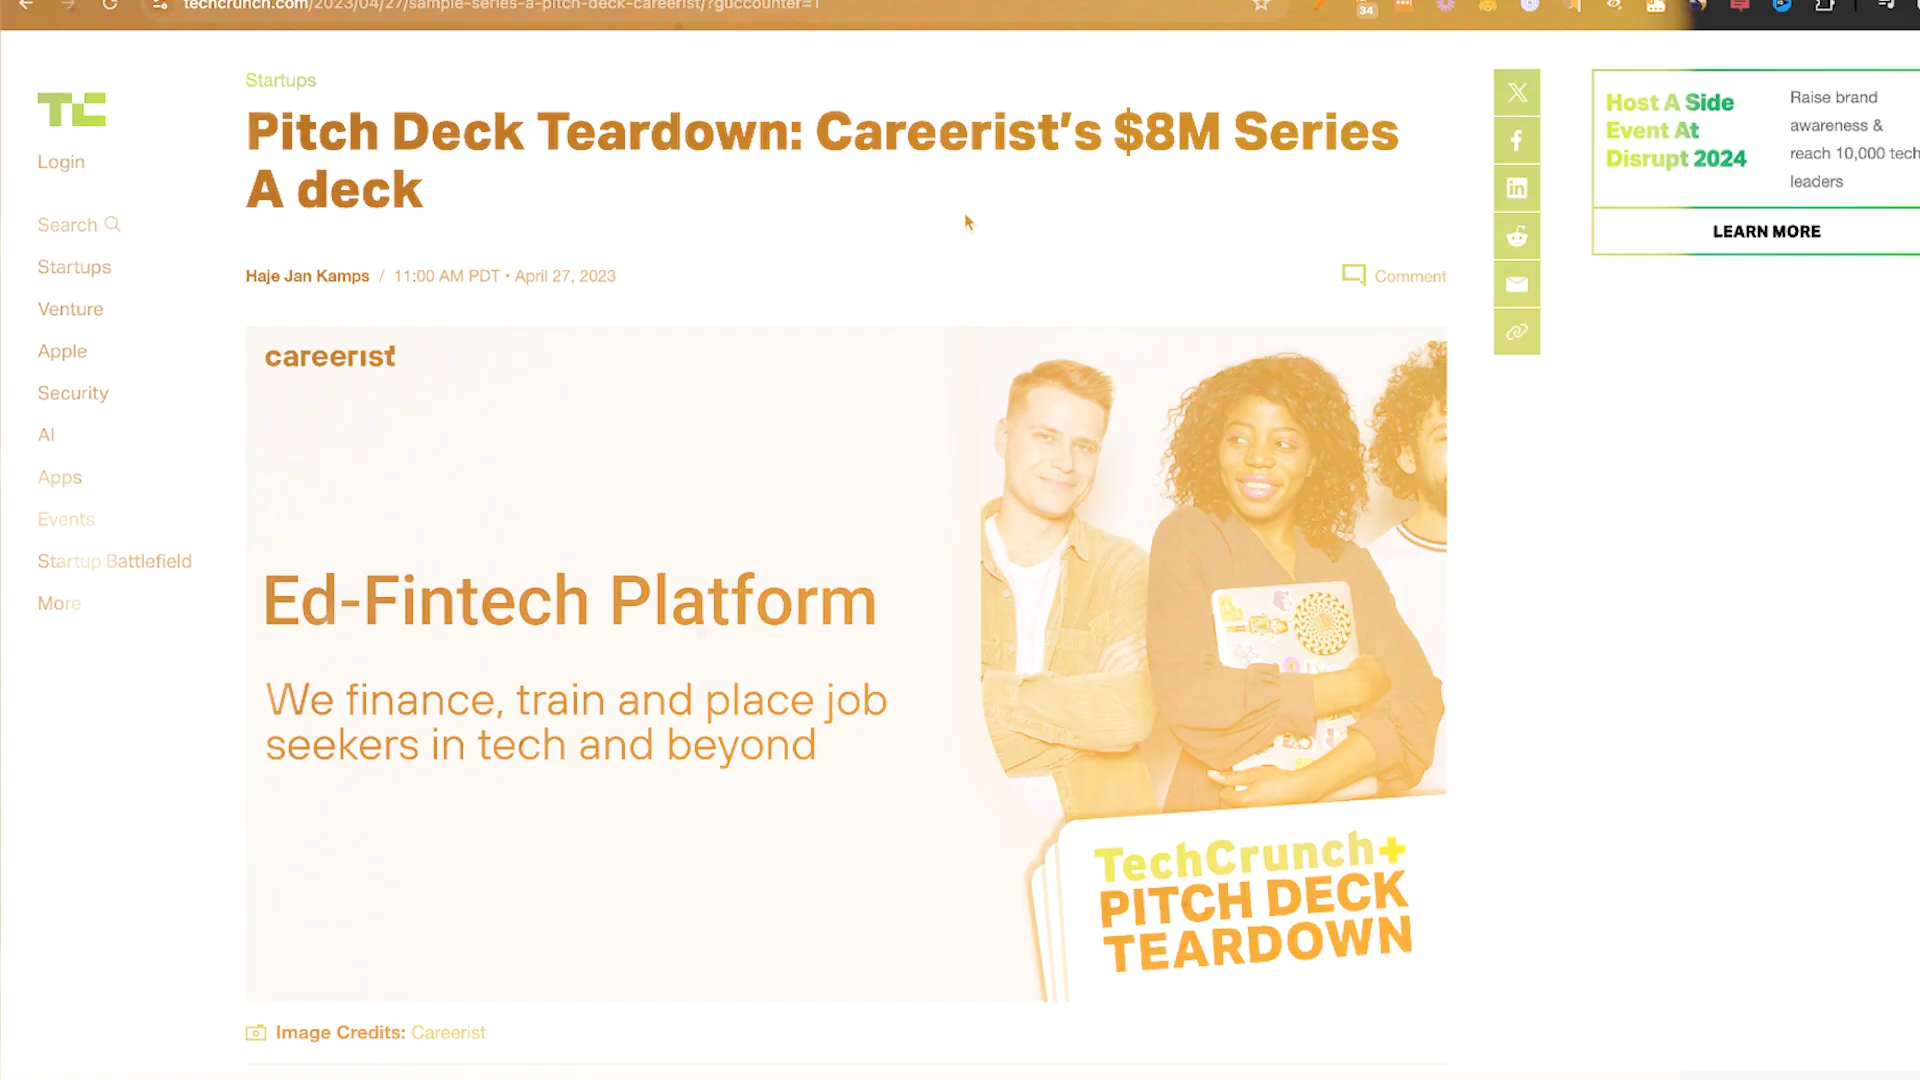 techcrunch.com/2023/04/27/sample-series-a-pitch-deck-careerist/?guccounter=1
34
TC
Login
Search
Startups
Venture
Apple
Security
AI
Apps
Events
Startup Battlefield
More
Startups
Pitch Deck Teardown: Careerist’s $8M Series
A deck
Haje Jan Kamps / 11:00 AM PDT • April 27, 2023
Comment
careerist
Ed-Fintech Platform
We finance, train and place job
seekers in tech and beyond
TechCrunch+
PITCH DECK
TEARDOWN
Image Credits: Careerist
Host A Side
Event At
Disrupt 2024
Raise brand
awareness &
reach 10,000 tech
leaders
LEARN MORE